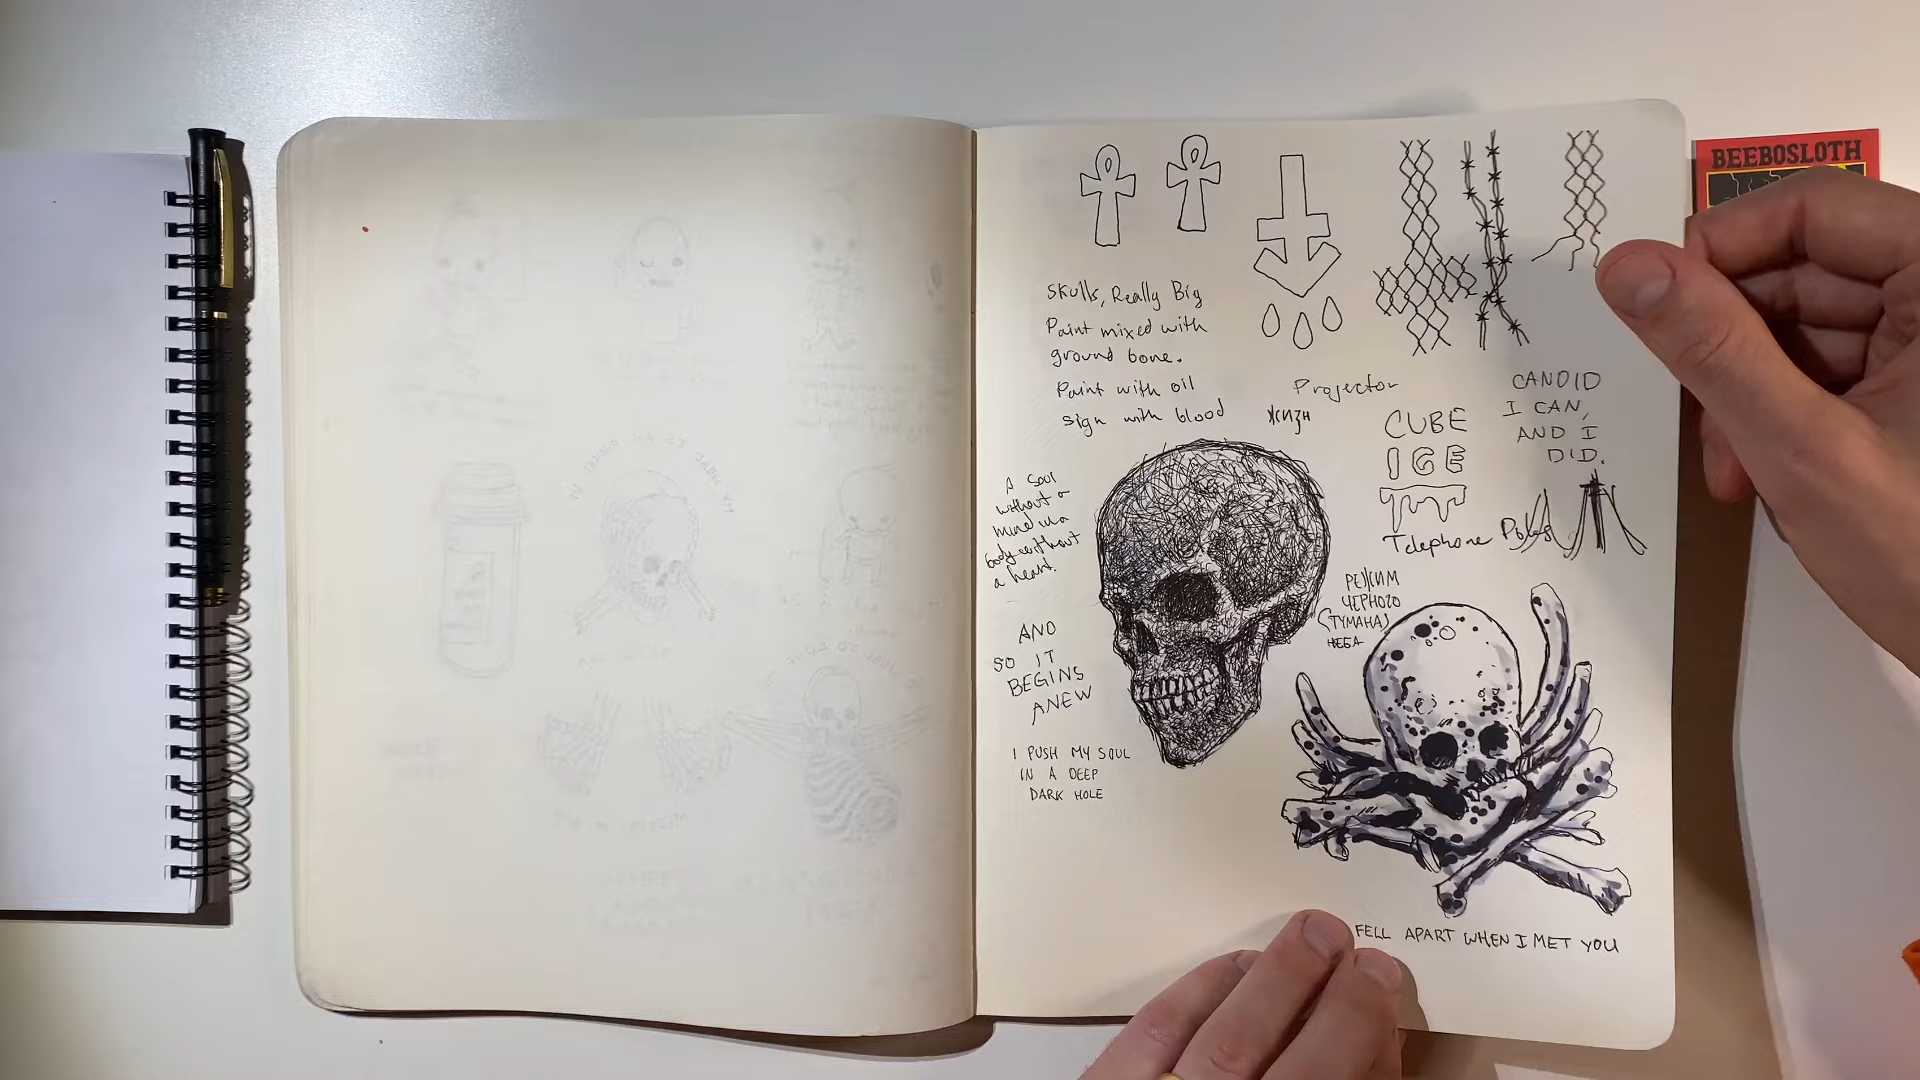 BEEBOSLOTH
Skulls, Really Big
Paint mixed with
ground bone.
Paint with oil
sign with blood
Projector
жизн
CUBE
ICE
CANDID
I CAN,
AND I
DID.
Telephone Poles
A Soul
without a
mind in a
body without
a heart.
РЕЖИМ
ЧЕРНОГО
(ТУМАНА)
НЕБА
AND
SO IT
BEGINS
ANEW
I PUSH MY SOUL
IN A DEEP
DARK HOLE
FELL APART WHEN I MET YOU